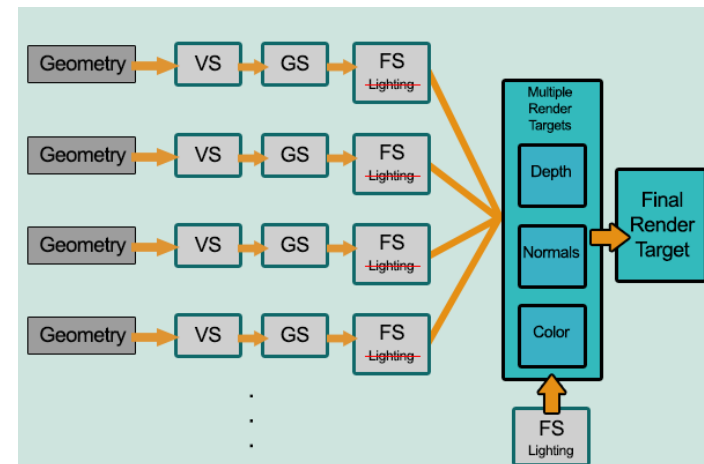 Geometry VS GS FS
Lighting
Geometry VS GS FS
Lighting
Geometry VS GS FS
Lighting
Geometry VS GS FS
Lighting
Multiple
Render
Targets
Depth
Normals
Color
Final
Render
Target
FS
Lighting